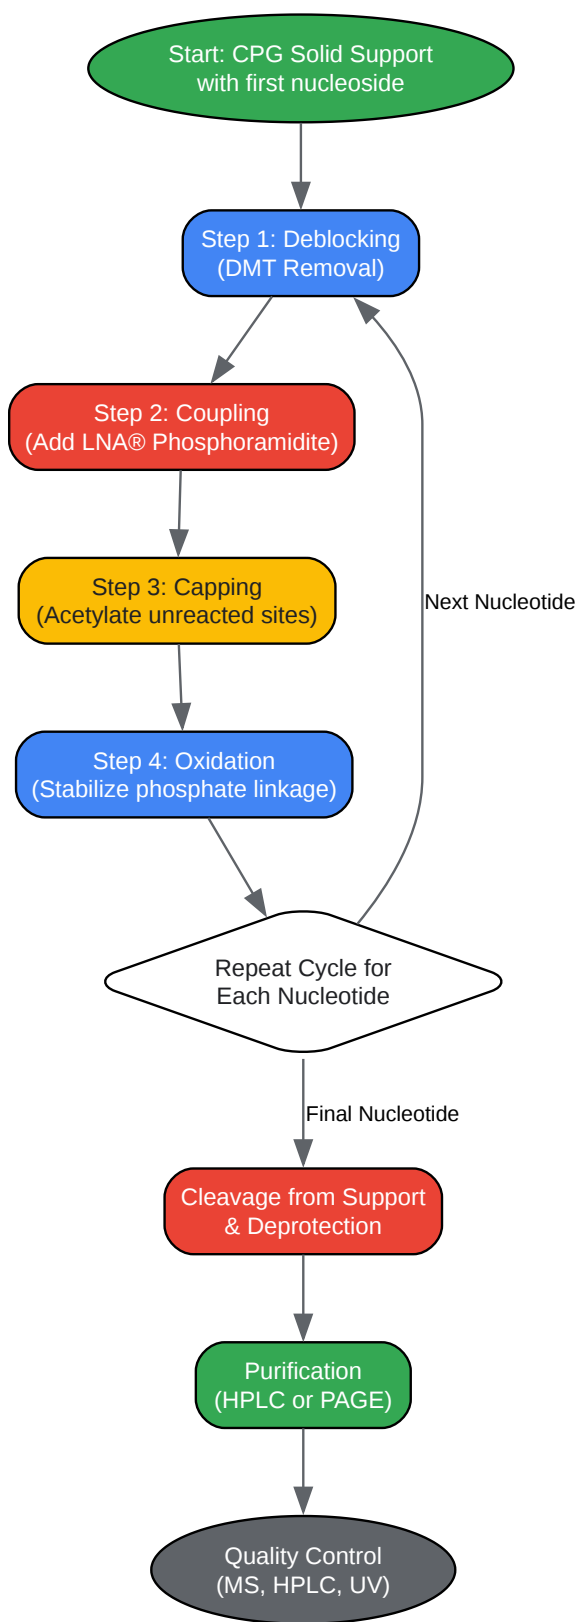 Start: CPG Solid Support
with first nucleoside
Step 1: Deblocking
(DMT Removal)
Step 2: Coupling
(Add LNA® Phosphoramidite)
Step 3: Capping
(Acetylate unreacted sites)
Next Nucleotide
Step 4: Oxidation
(Stabilize phosphate linkage)
Repeat Cycle for
Each Nucleotide
Final Nucleotide
Cleavage from Support
& Deprotection
Purification
(HPLC or PAGE)
Quality Control
(MS, HPLC, UV)